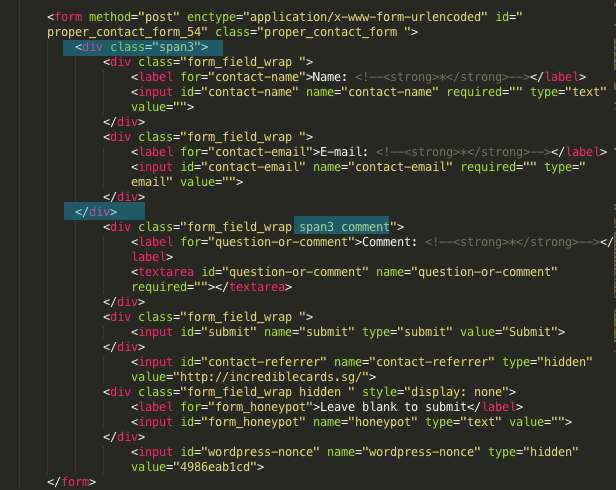 <form method="post" enctype="application/x-www-form-urlencoded" id="
proper_contact_form_54" class="proper_contact_form ">
<div class="span3">
<div class="form_field_wrap ">
<label for="contact-name">Name: <!--<strong>*</strong>--></label>
<input id="contact-name" name="contact-name" required="" type="text"
value="">
</div>
<div class="form_field_wrap ">
<label for="contact-email">E-mail: <!--<strong>*</strong>--></label>
<input id="contact-email" name="contact-email" required="" type="
email" value="">
</div>
</div>
<div class="form_field_wrap span3 comment">
<label for="question-or-comment">Comment: <!--<strong>*</strong>--></
label>
<textarea id="question-or-comment" name="question-or-comment"
required=""></textarea>
</div>
<div class="form_field_wrap ">
<input id="submit" name="submit" type="submit" value="Submit">
</div>
<input id="contact-referrer" name="contact-referrer" type="hidden"
value="http://incrediblecards.sg/">
<div class="form_field_wrap hidden " style="display: none">
<label for="form_honeypot">Leave blank to submit</label>
<input id="form_honeypot" name="honeypot" type="text" value="">
</div>
<input id="wordpress-nonce" name="wordpress-nonce" type="hidden"
value="4986eab1cd">
</form>